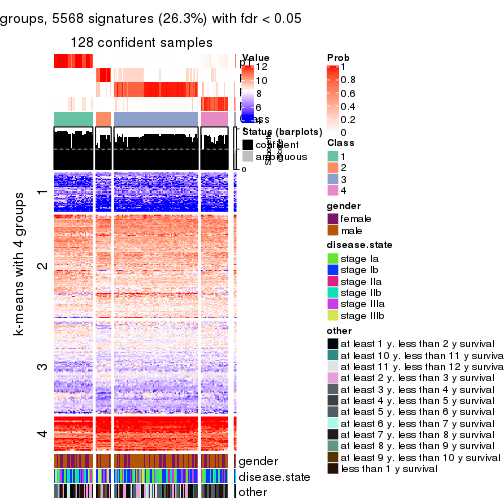 groups, 5568 signatures (26.3%) with fdr < 0.05
128 confident samples
Value
12
10
8
6
Status (barplots)
confident
ambiguous
0
Class
k-means with 4 groups
1
2
3
4
gender
disease.state
other
Prob
1
0.8
0.6
0.4
0.2
0
Class
1
2
3
4
gender
female
male
disease.state
stage Ia
stage Ib
stage IIa
stage IIb
stage IIIa
stage IIIb
other
at least 1 y. less than 2 y survival
at least 10 y. less than 11 y survival
at least 11 y. less than 12 y survival
at least 2 y. less than 3 y survival
at least 3 y. less than 4 y survival
at least 4 y. less than 5 y survival
at least 5 y. less than 6 y survival
at least 6 y. less than 7 y survival
at least 7 y. less than 8 y survival
at least 8 y. less than 9 y survival
at least 9 y. less than 10 y survival
less than 1 y survival